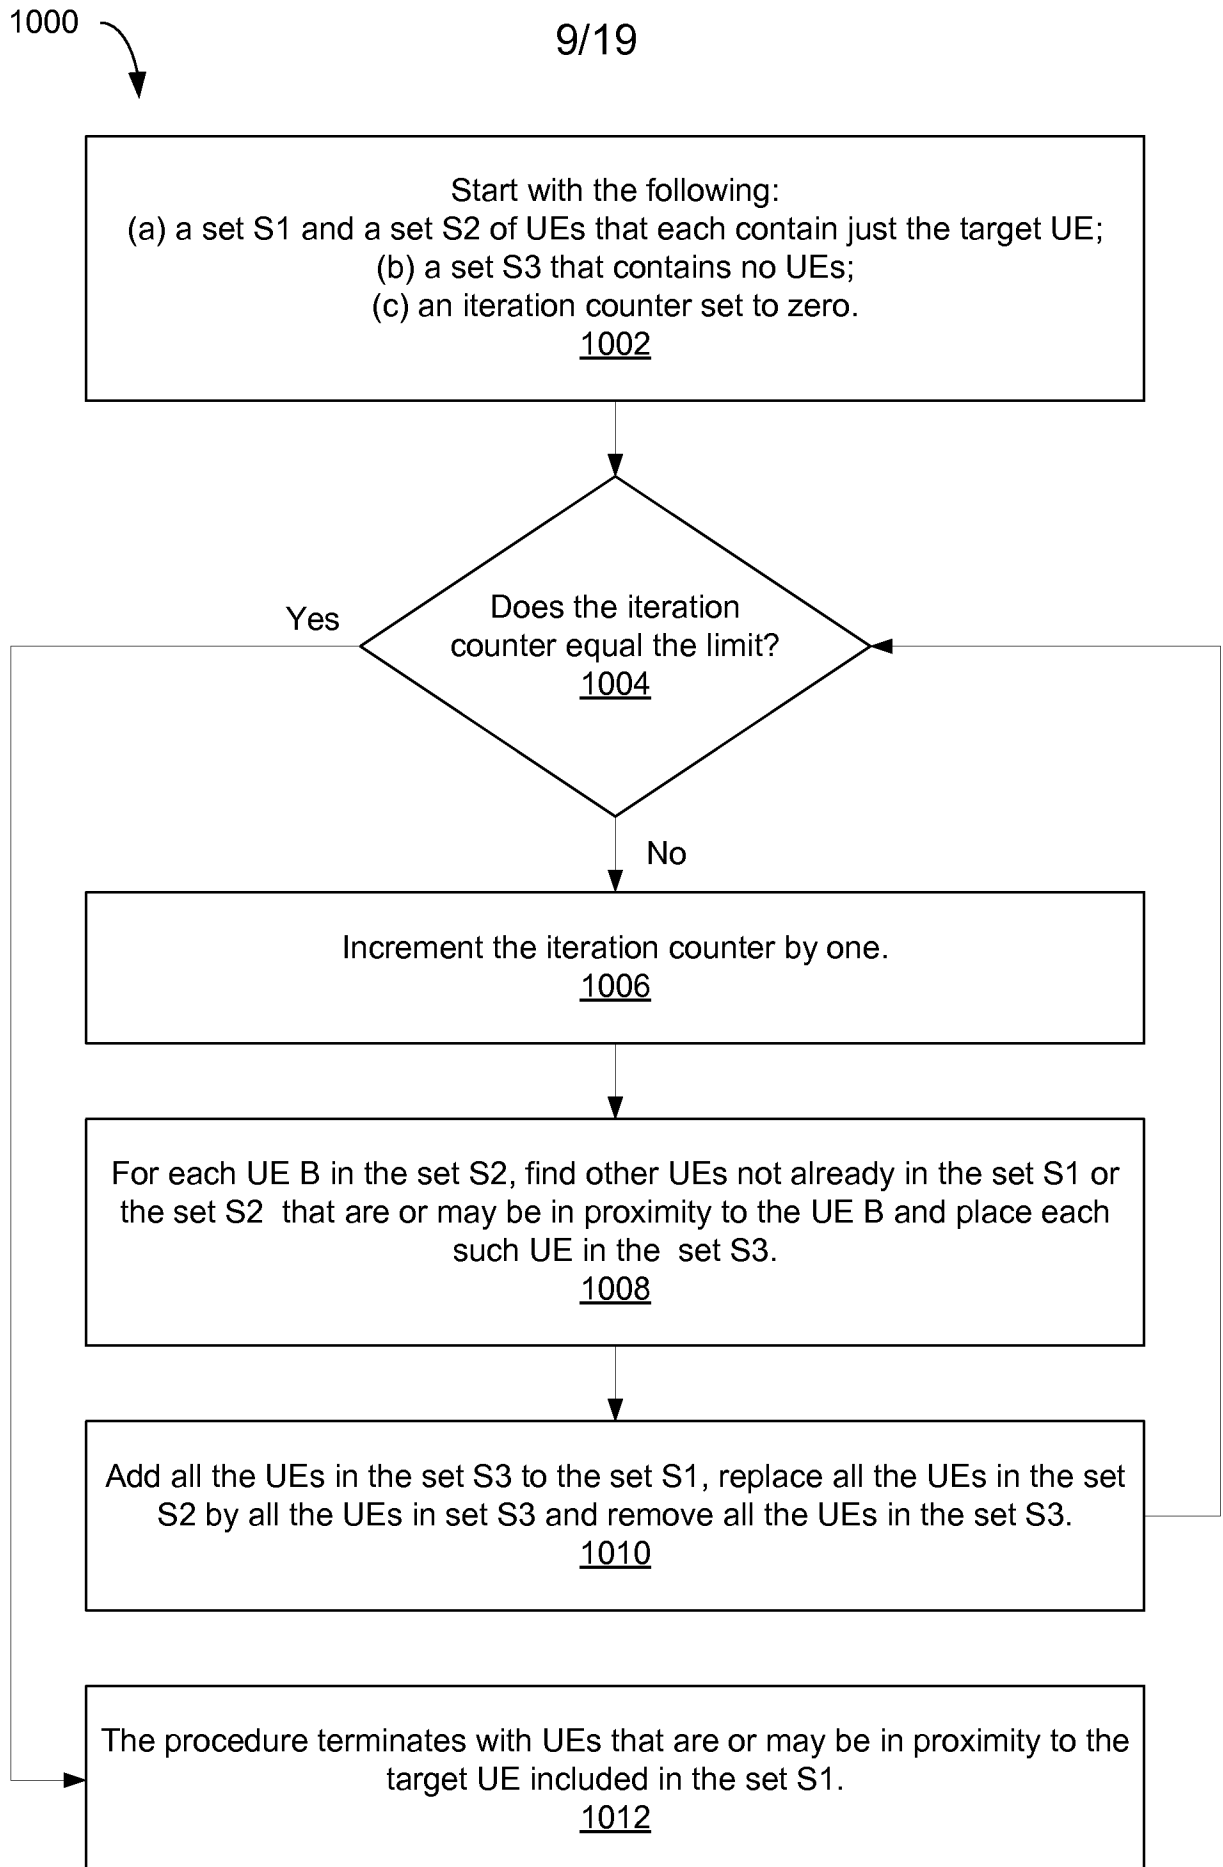 1000
9/19
Start with the following:
(a) a set S1 and a set S2 of UEs that each contain just the target UE;
(b) a set S3 that contains no UEs;
(c) an iteration counter set to zero.
1002
Does the iteration
counter equal the limit?
1004
Yes
No
Increment the iteration counter by one.
1006
For each UE B in the set S2, find other UEs not already in the set S1 or
the set S2 that are or may be in proximity to the UE B and place each
such UE in the set S3.
1008
Add all the UEs in the set S3 to the set S1, replace all the UEs in the set
S2 by all the UEs in set S3 and remove all the UEs in the set S3.
1010
The procedure terminates with UEs that are or may be in proximity to the
target UE included in the set S1.
1012